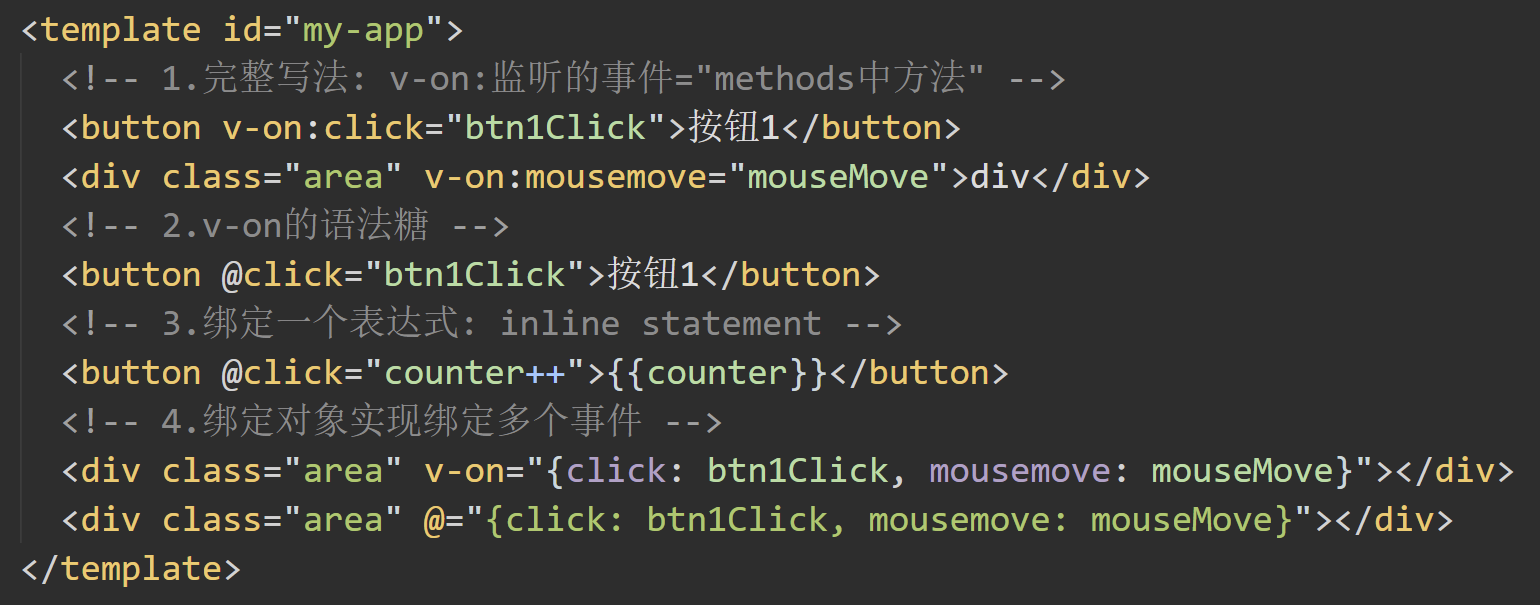 <template id="my-app">
<!-- 1.完整写法: v-on:监听的事件="methods中方法" -->
<button v-on:click="btn1Click">按钮1</button>
<div class="area" v-on:mousemove="mouseMove">div</div>
<!-- 2.v-on的语法糖 -->
<button @click="btn1Click">按钮1</button>
<!-- 3.绑定一个表达式: inline statement -->
<button @click="counter++">{{counter}}</button>
<!-- 4.绑定对象实现绑定多个事件 -->
<div class="area" v-on="{click: btn1Click, mousemove: mouseMove}"></div>
<div class="area" @="{click: btn1Click, mousemove: mouseMove}"></div>
</template>